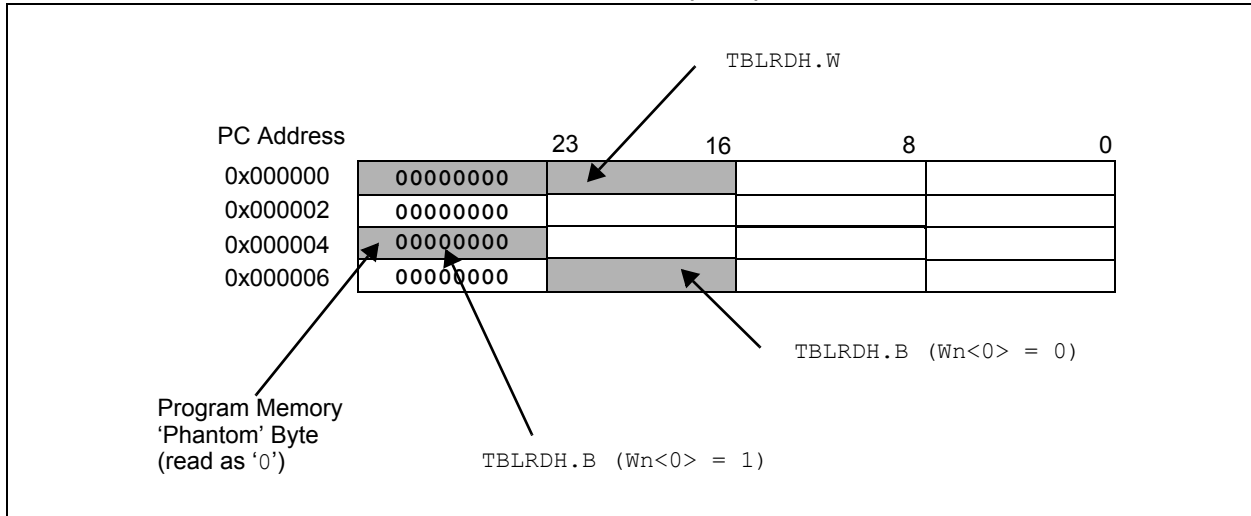 TBLRDH.W
PC Address
23 16 8 0
0x000000 00000000
0x000002 00000000
0x000004 00000000
0x000006 00000000
TBLRDH.B (Wn<0> = 0)
Program Memory
‘Phantom’ Byte
(read as ‘0’)
TBLRDH.B (Wn<0> = 1)